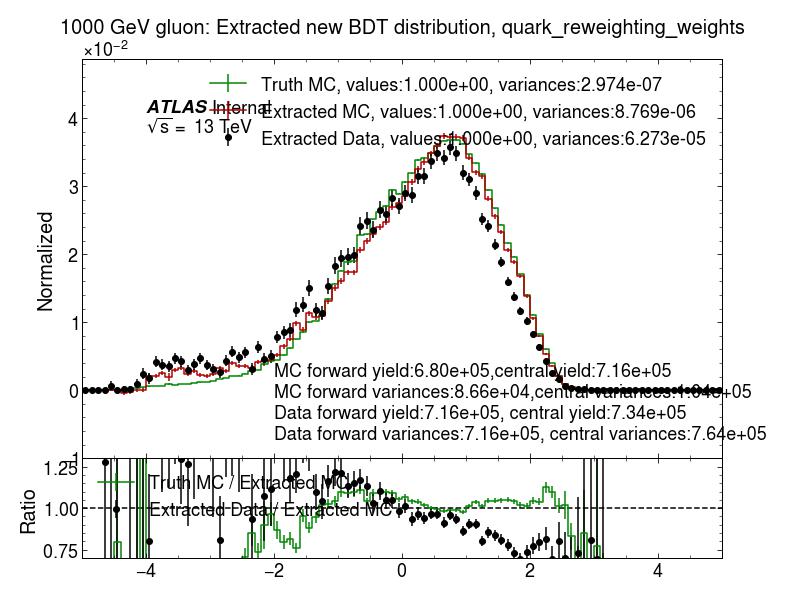 1000 GeV gluon: Extracted new BDT distribution, quark_reweighting_weights
×10⁻²
Truth MC, values:1.000e+00, variances:2.974e-07
ATLAS Internal
Extracted MC, values:1.000e+00, variances:8.769e-06
√s = 13 TeV
Extracted Data, values:1.000e+00, variances:6.273e-05
4
3
2
1
0
Normalized
MC forward yield:6.80e+05,central yield:7.16e+05
MC forward variances:8.66e+04,central variances:1.04e+05
Data forward yield:7.16e+05, central yield:7.34e+05
Data forward variances:7.16e+05, central variances:7.64e+05
1
1.25
1.00
0.75
Ratio
Truth MC / Extracted MC
Extracted Data / Extracted MC
−4
−2
0
2
4